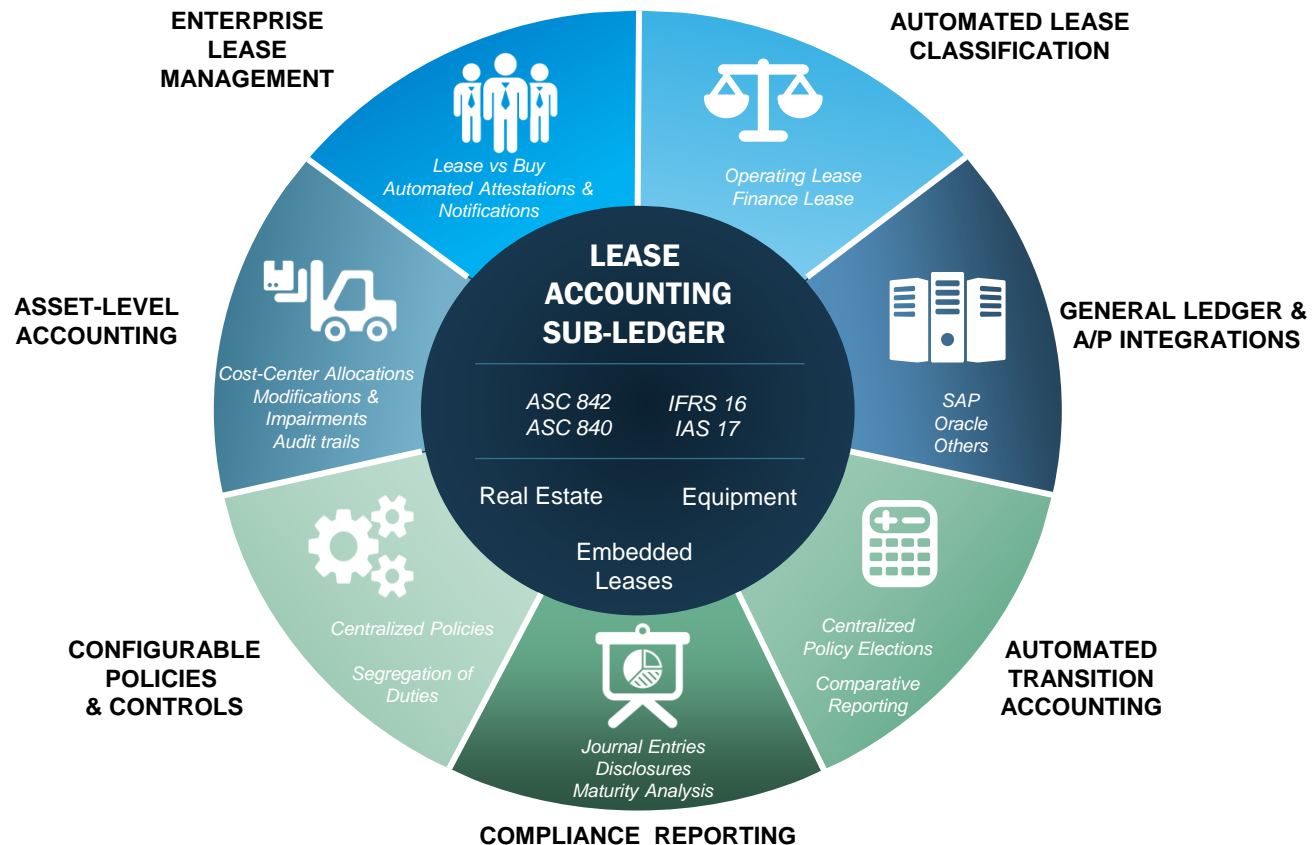 ENTERPRISE
LEASE
MANAGEMENT
AUTOMATED LEASE
CLASSIFICATION
Lease vs Buy
Automated Attestations &
Notifications
Operating Lease
Finance Lease
ASSET-LEVEL
ACCOUNTING
Cost-Center Allocations
Modifications &
Impairments
Audit trails
LEASE
ACCOUNTING
SUB-LEDGER
ASC 842 IFRS 16
ASC 840 IAS 17
Real Estate Equipment
Embedded
Leases
GENERAL LEDGER &
A/P INTEGRATIONS
SAP
Oracle
Others
CONFIGURABLE
POLICIES
& CONTROLS
Centralized Policies
Segregation of
Duties
Journal Entries
Disclosures
Maturity Analysis
COMPLIANCE REPORTING
Centralized
Policy Elections
Comparative
Reporting
AUTOMATED
TRANSITION
ACCOUNTING